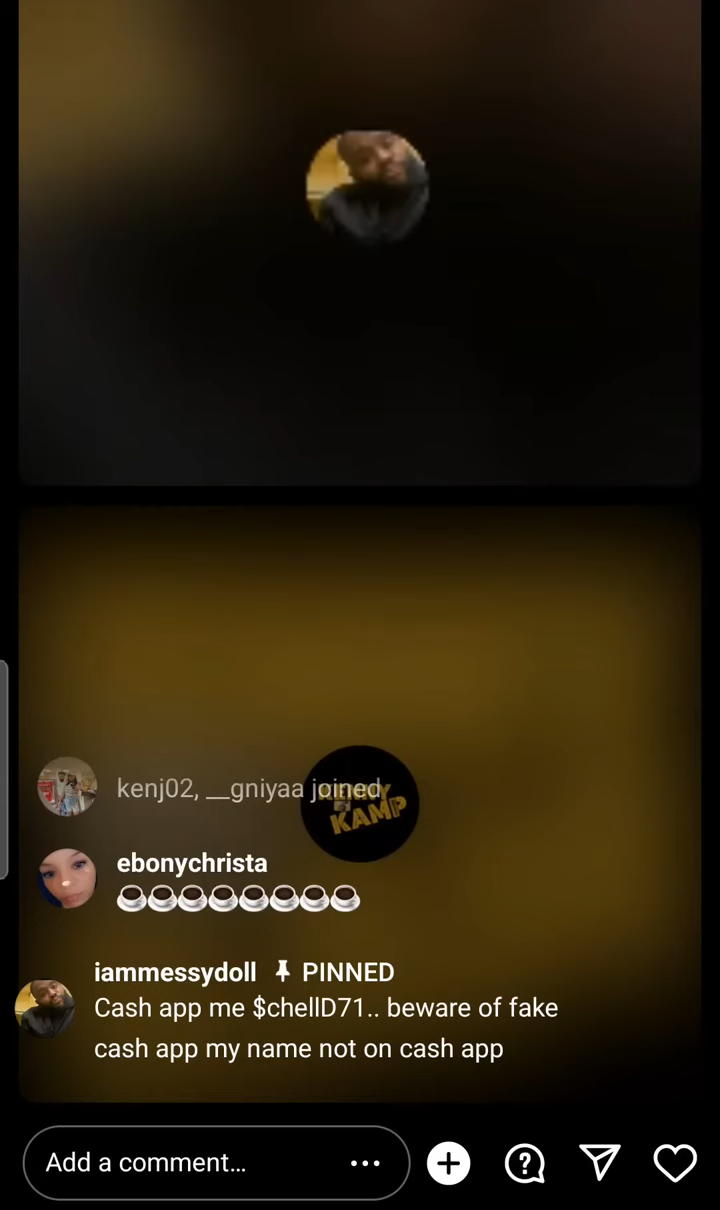 kenj02, __gniyaa joined
KAMP
ebonychrista
iammessydoll PINNED
Cash app me $chellD71.. beware of fake
cash app my name not on cash app
Add a comment...